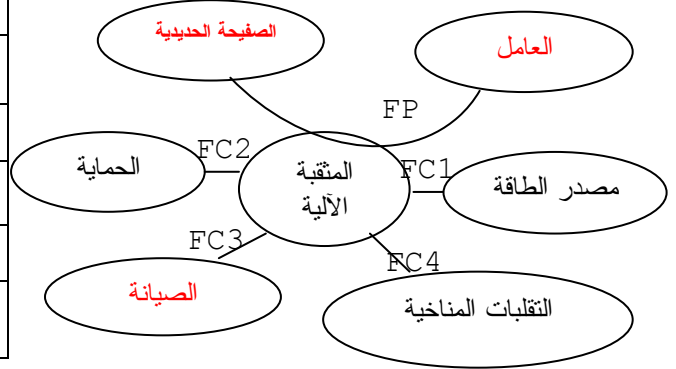 الصفيحة الحديدية
العامل
FP
FC2
الحماية
المثقبة
الآلية
FC1
مصدر الطاقة
FC3
FC4
الصيانة
التقلبات المناخية